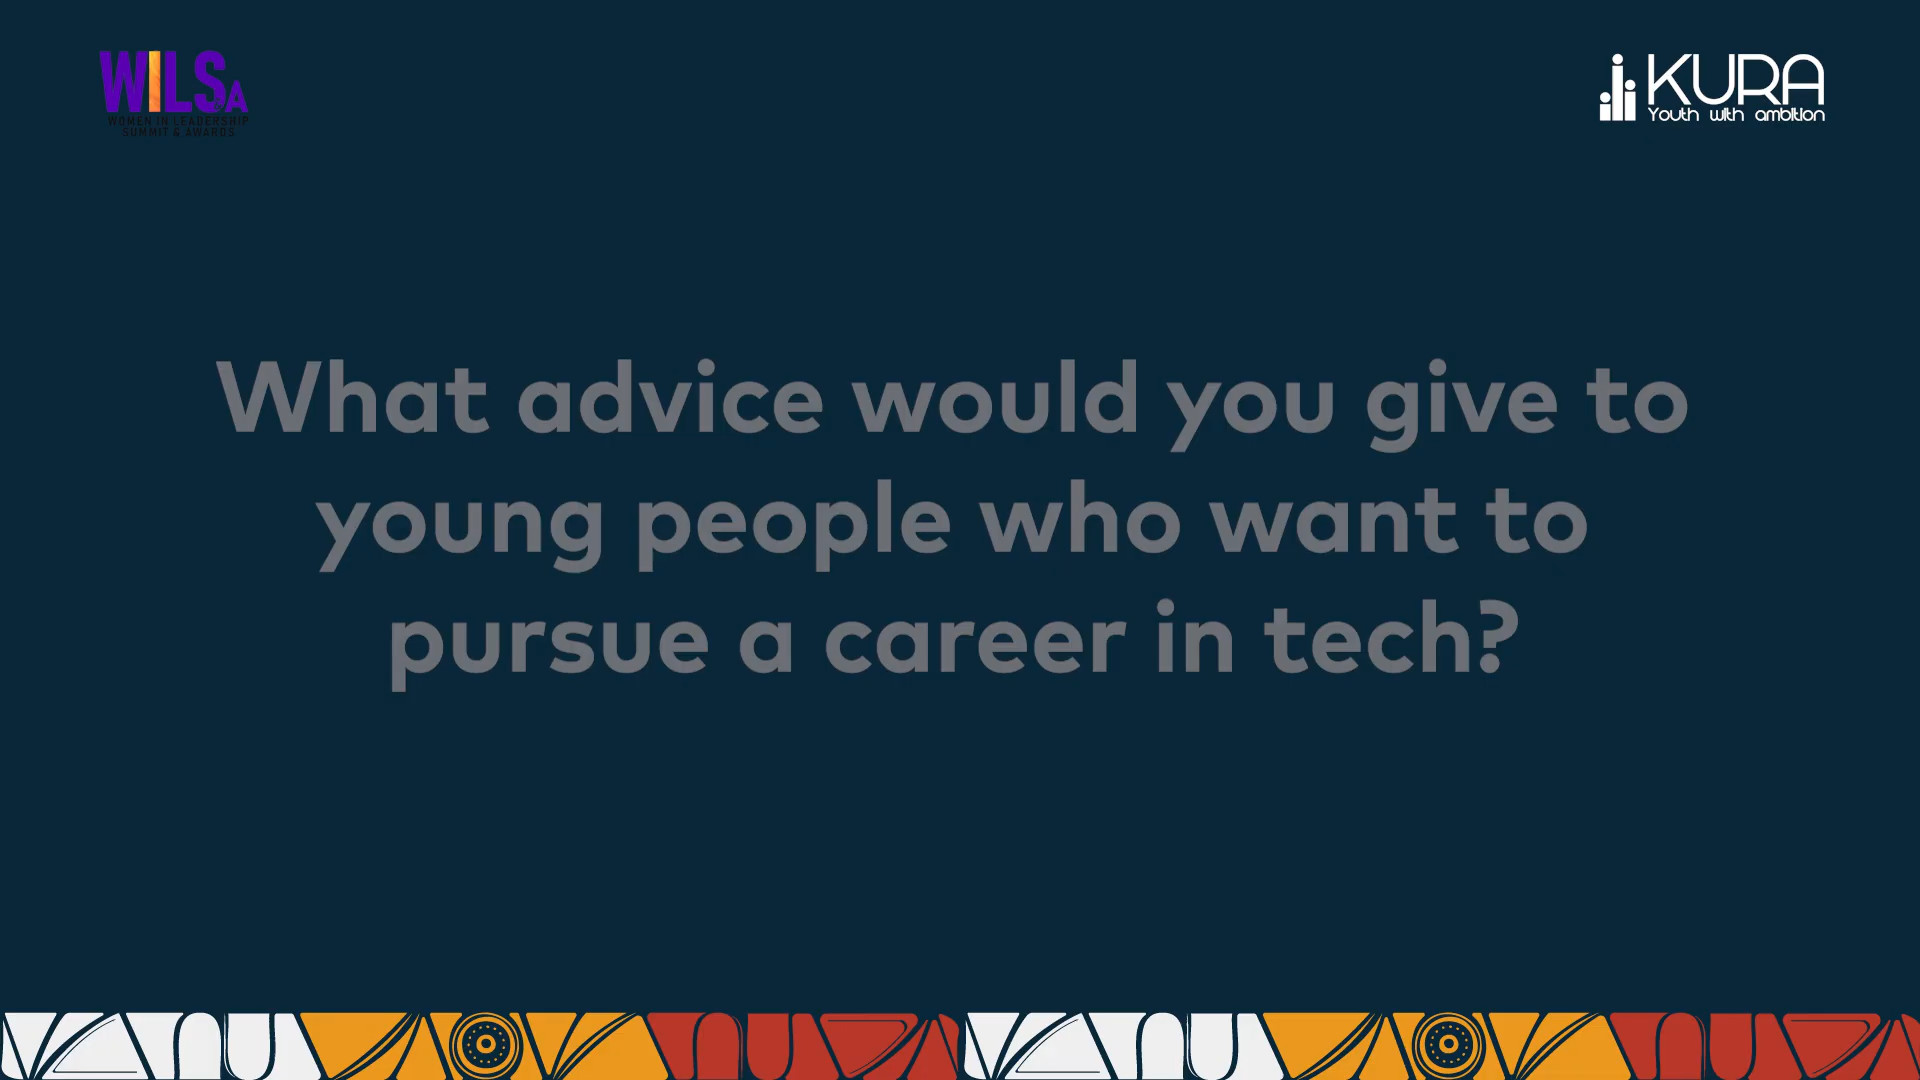 WILS&A
WOMEN IN LEADERSHIP
SUMMIT & AWARDS
KURA
Youth with ambition
What advice would you give to
young people who want to
pursue a career in tech?